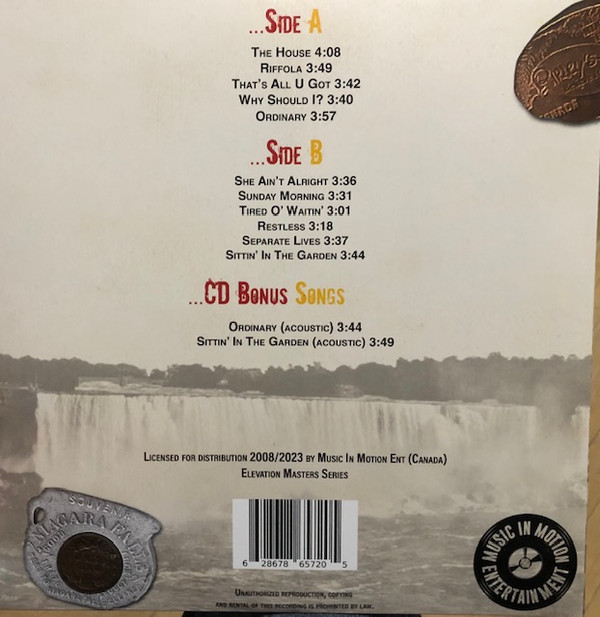 ...Side A
The House 4:08
Riffola 3:49
That's All U Got 3:42
Why Should I? 3:40
Ordinary 3:57
...Side B
She Ain't Alright 3:36
Sunday Morning 3:31
Tired O' Waitin' 3:01
Restless 3:18
Separate Lives 3:37
Sittin' In The Garden 3:44
...CD Bonus Songs
Ordinary (acoustic) 3:44
Sittin' In The Garden (acoustic) 3:49
Licensed for distribution 2008/2023 by Music In Motion Ent (Canada)
Elevation Masters Series
SOUVENIR
NIAGARA FALLS
6 28678 65720 5
MUSIC IN MOTION
ENTERTAINMENT
Unauthorized reproduction, copying
and rental of this recording is prohibited by law.
Ripley's